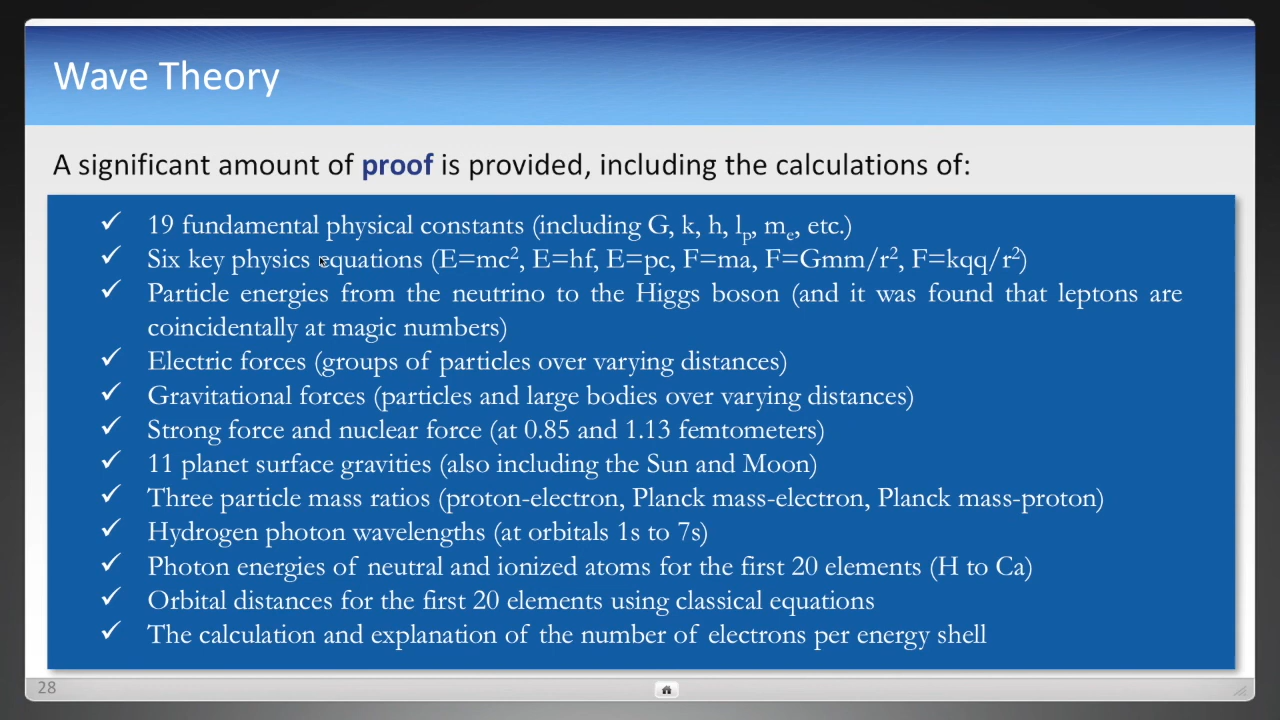 Wave Theory
A significant amount of proof is provided, including the calculations of:
✓ 19 fundamental physical constants (including G, k, h, lₚ, mₑ, etc.)
✓ Six key physics equations (E=mc², E=hf, E=pc, F=ma, F=Gmm/r², F=kqq/r²)
✓ Particle energies from the neutrino to the Higgs boson (and it was found that leptons are
coincidentally at magic numbers)
✓ Electric forces (groups of particles over varying distances)
✓ Gravitational forces (particles and large bodies over varying distances)
✓ Strong force and nuclear force (at 0.85 and 1.13 femtometers)
✓ 11 planet surface gravities (also including the Sun and Moon)
✓ Three particle mass ratios (proton-electron, Planck mass-electron, Planck mass-proton)
✓ Hydrogen photon wavelengths (at orbitals 1s to 7s)
✓ Photon energies of neutral and ionized atoms for the first 20 elements (H to Ca)
✓ Orbital distances for the first 20 elements using classical equations
✓ The calculation and explanation of the number of electrons per energy shell
28